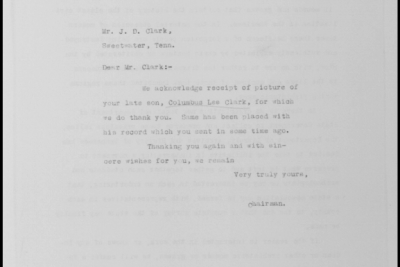 Mr. J. D. Clark,
Sweetwater, Tenn.
Dear Mr. Clark:-
We acknowledge receipt of picture of
your late son, Columbus Lee Clark, for which
we do thank you. Same has been placed with
his record which you sent in some time ago.
Thanking you again and with sin-
cere wishes for you, we remain
Very truly yours,
Chairman.